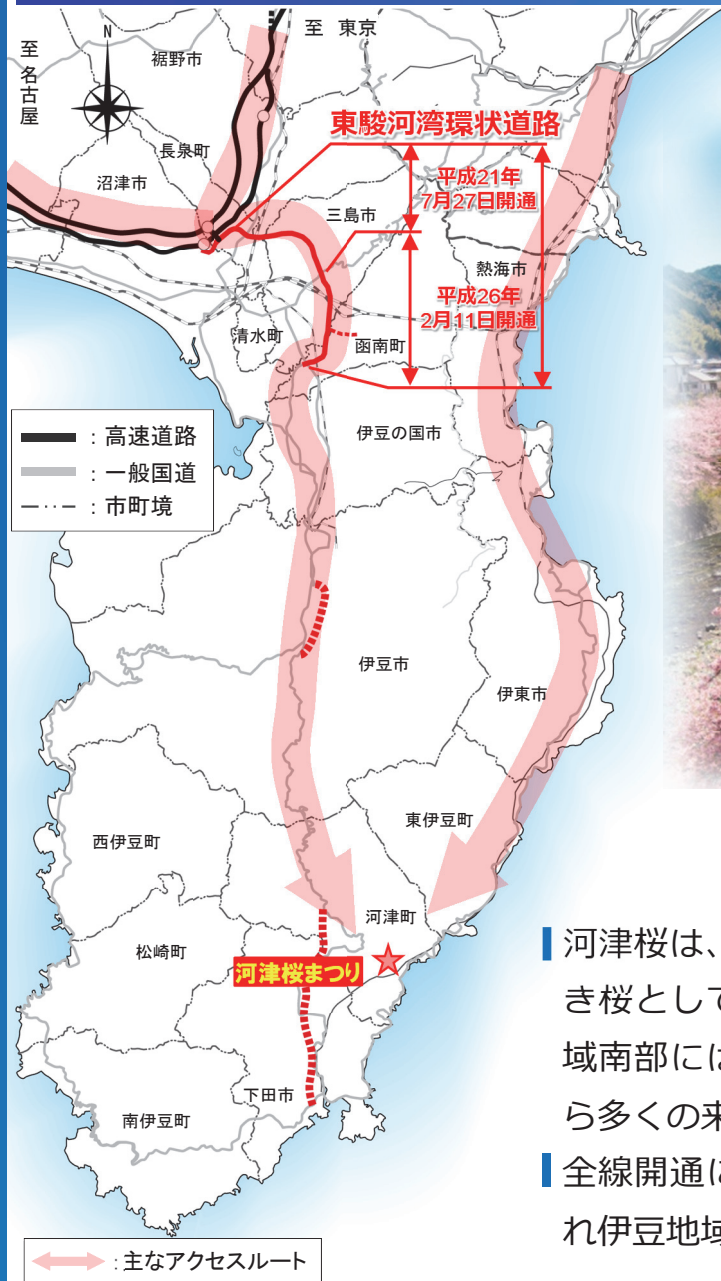 至 東京
至 名古屋
N
裾野市
長泉町
沼津市
東駿河湾環状道路
平成21年
7月27日開通
三島市
熱海市
平成26年
2月11日開通
清水町
函南町
：高速道路
：一般国道
：市町境
伊豆の国市
伊豆市
伊東市
東伊豆町
西伊豆町
河津町
松崎町
河津桜まつり
下田市
南伊豆町
：主なアクセスルート
河津桜は、
き桜として
域南部には
ら多くの来
全線開通に
れ伊豆地域